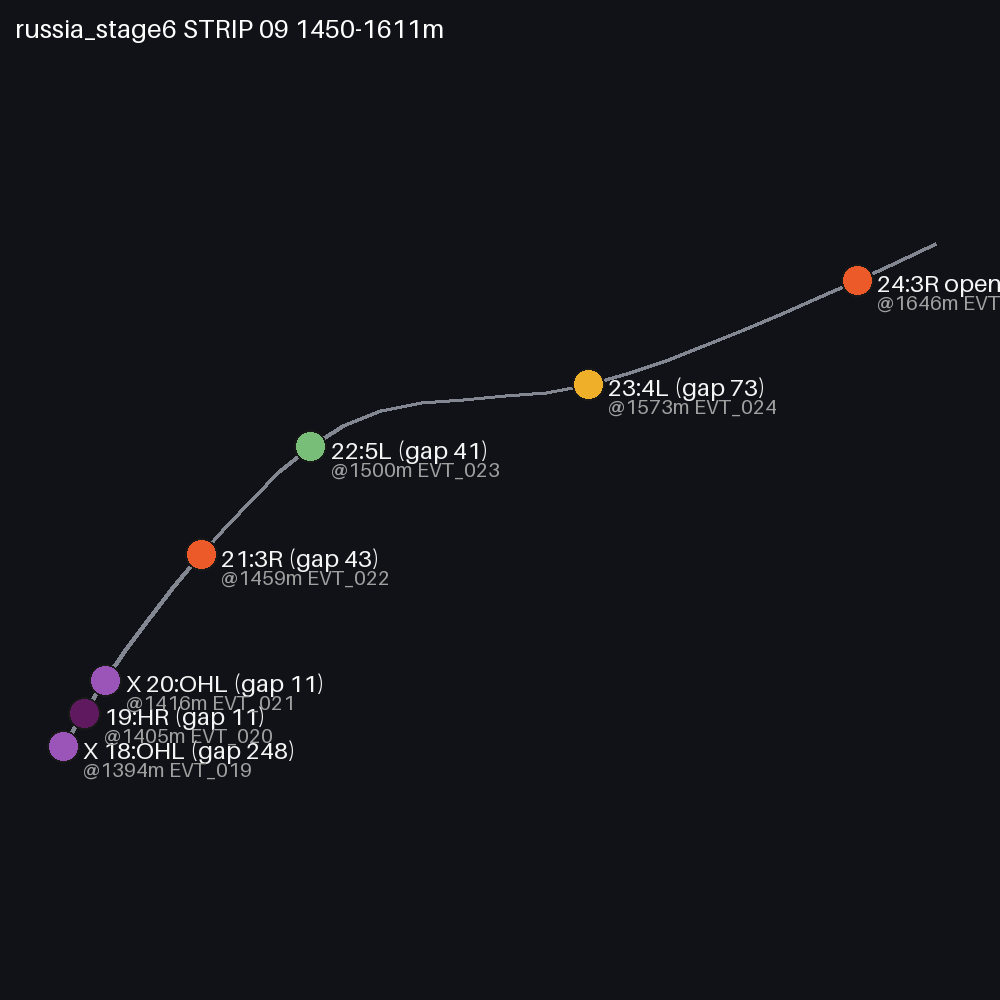 russia_stage6 STRIP 09 1450-1611m
24:3R open
@1646m EVT
23:4L (gap 73)
@1573m EVT_024
22:5L (gap 41)
@1500m EVT_023
21:3R (gap 43)
@1459m EVT_022
X 20:OHL (gap 11)
@1416m EVT_021
19:HR (gap 11)
@1405m EVT_020
X 18:OHL (gap 248)
@1394m EVT_019